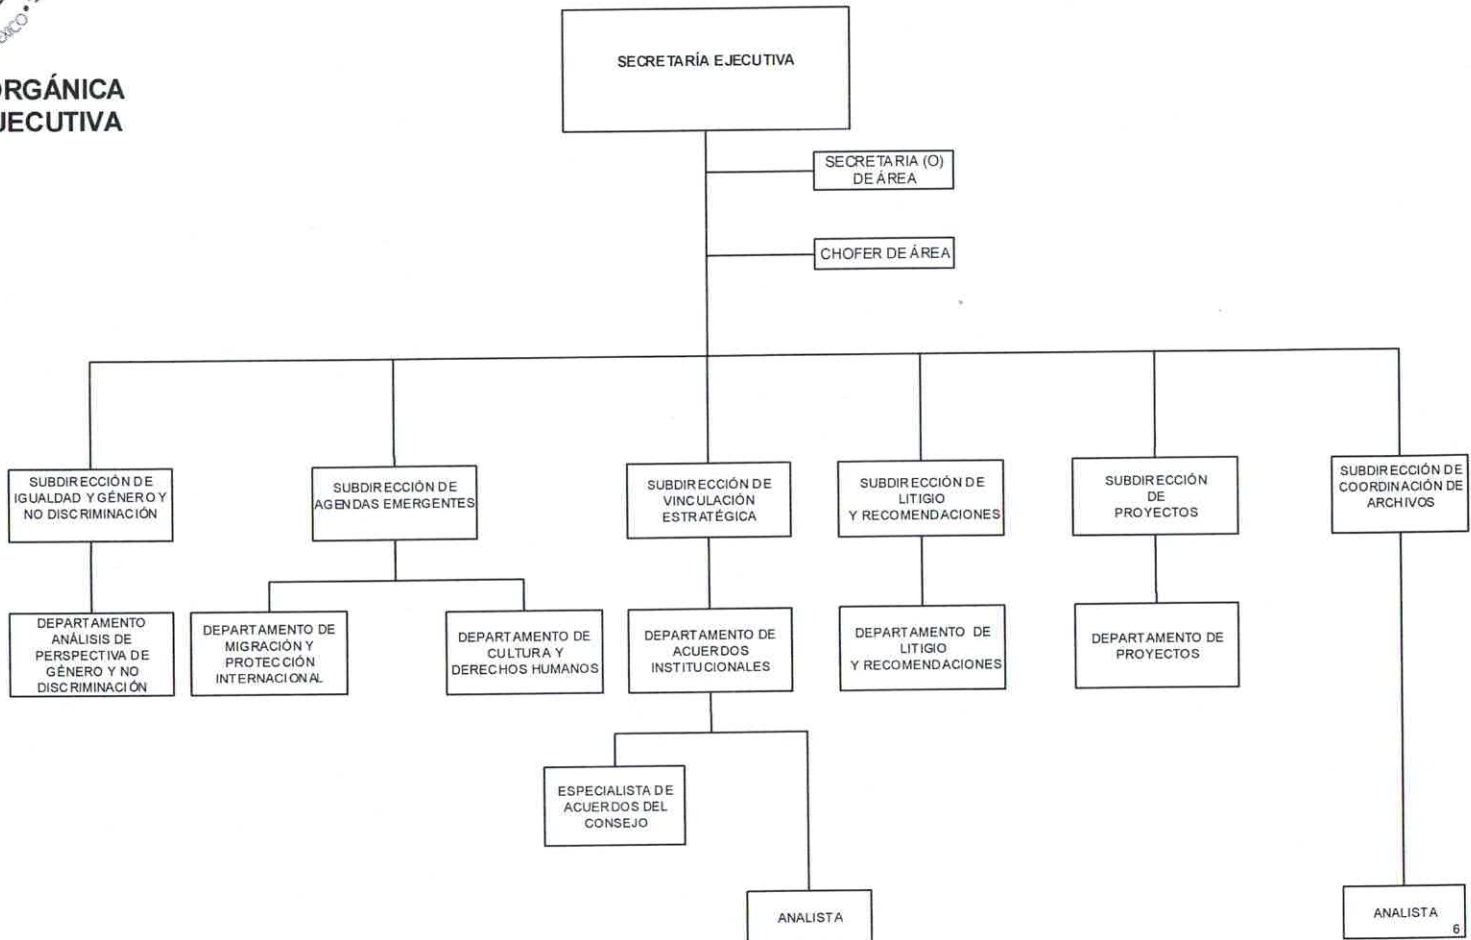 ÉXICO •
ORGÁNICA
JECUTIVA
SECRETARÍA EJECUTIVA
SECRETARIA (O)
DE ÁREA
CHOFER DE ÁREA
SUBDIRECCIÓN DE
IGUALDAD Y GÉNERO Y
NO DISCRIMINACIÓN
SUBDIRECCIÓN DE
AGENDAS EMERGENTES
SUBDIRECCIÓN DE
VINCULACIÓN
ESTRATÉGICA
SUBDIRECCIÓN DE
LITIGIO
Y RECOMENDACIONES
SUBDIRECCIÓN
DE
PROYECTOS
SUBDIRECCIÓN DE
COORDINACIÓN DE
ARCHIVOS
DEPARTAMENTO
ANÁLISIS DE
PERSPECTIVA DE
GÉNERO Y NO
DISCRIMINACIÓN
DEPARTAMENTO DE
MIGRACIÓN Y
PROTECCIÓN
INTERNACIONAL
DEPARTAMENTO DE
CULTURA Y
DERECHOS HUMANOS
DEPARTAMENTO DE
ACUERDOS
INSTITUCIONALES
DEPARTAMENTO DE
LITIGIO
Y RECOMENDACIONES
DEPARTAMENTO DE
PROYECTOS
ESPECIALISTA DE
ACUERDOS DEL
CONSEJO
ANALISTA
ANALISTA
6